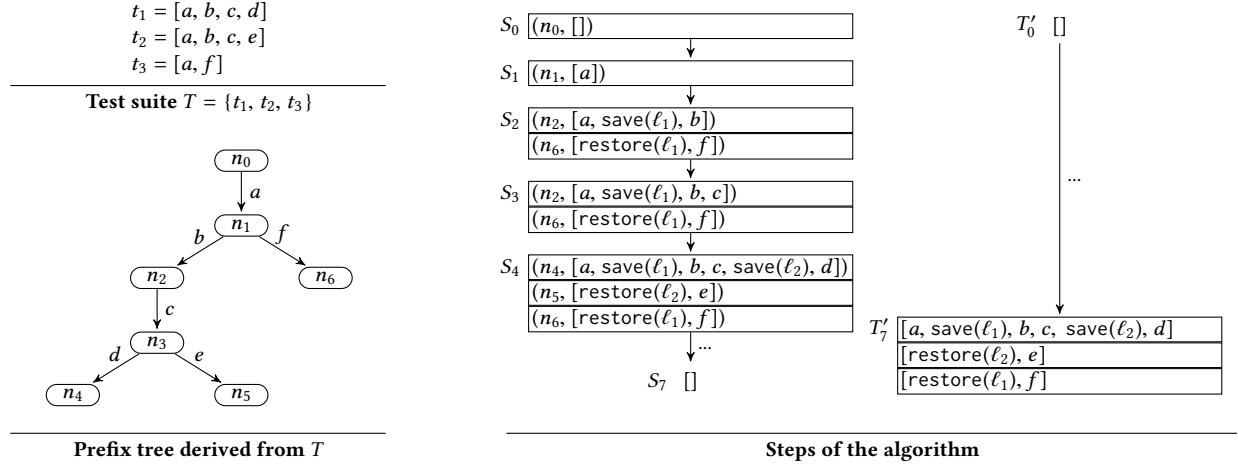 t₁ = [a, b, c, d]
t₂ = [a, b, c, e]
t₃ = [a, f]
Test suite T = {t₁, t₂, t₃}
n₀
a
n₁
b
f
n₂
n₆
c
n₃
d
e
n₄
n₅
Prefix tree derived from T
S₀ (n₀, [])
S₁ (n₁, [a])
S₂ (n₂, [a, save(ℓ₁), b])
(n₆, [restore(ℓ₁), f])
S₃ (n₂, [a, save(ℓ₁), b, c])
(n₆, [restore(ℓ₁), f])
S₄ (n₄, [a, save(ℓ₁), b, c, save(ℓ₂), d])
(n₅, [restore(ℓ₂), e])
(n₆, [restore(ℓ₁), f])
...
S₇ []
T′₀ []
...
T′₇ [a, save(ℓ₁), b, c, save(ℓ₂), d]
[restore(ℓ₂), e]
[restore(ℓ₁), f]
Steps of the algorithm